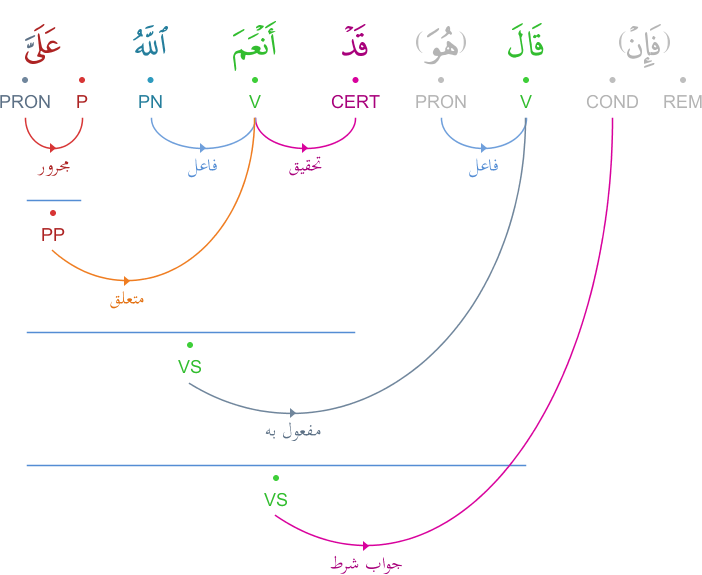 (فَإِنْ) قَالَ (هُوَ) قَدْ أَنْعَمَ ٱللَّهُ عَلَىَّ
REM COND V PRON CERT V PN P PRON
فاعل تحقيق فاعل مجرور
PP
متعلق
VS
مفعول به
VS
جواب شرط